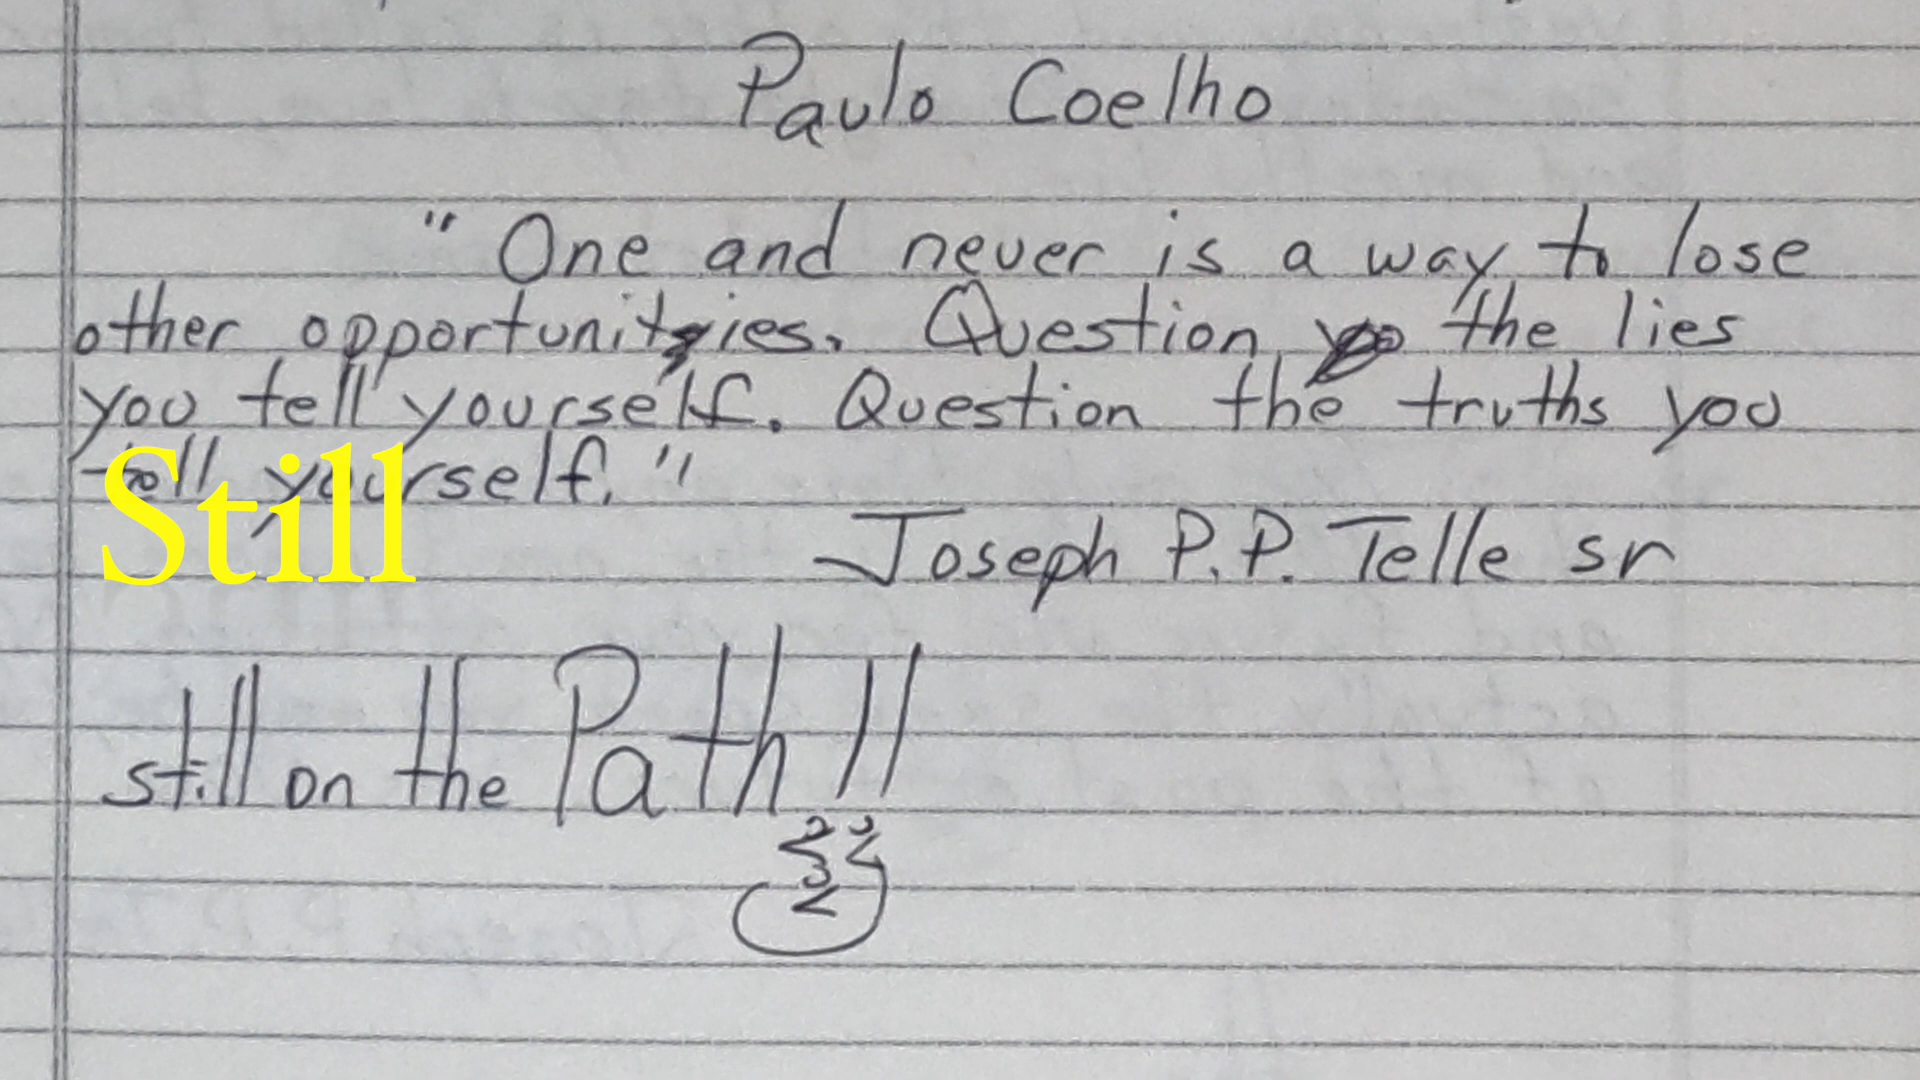 Paulo Coelho
"One and never is a way to lose
other opportunities. Question the lies
you tell yourself. Question the truths you
tell yourself."
Still
Joseph P.P. Telle sr
still on the Path !!